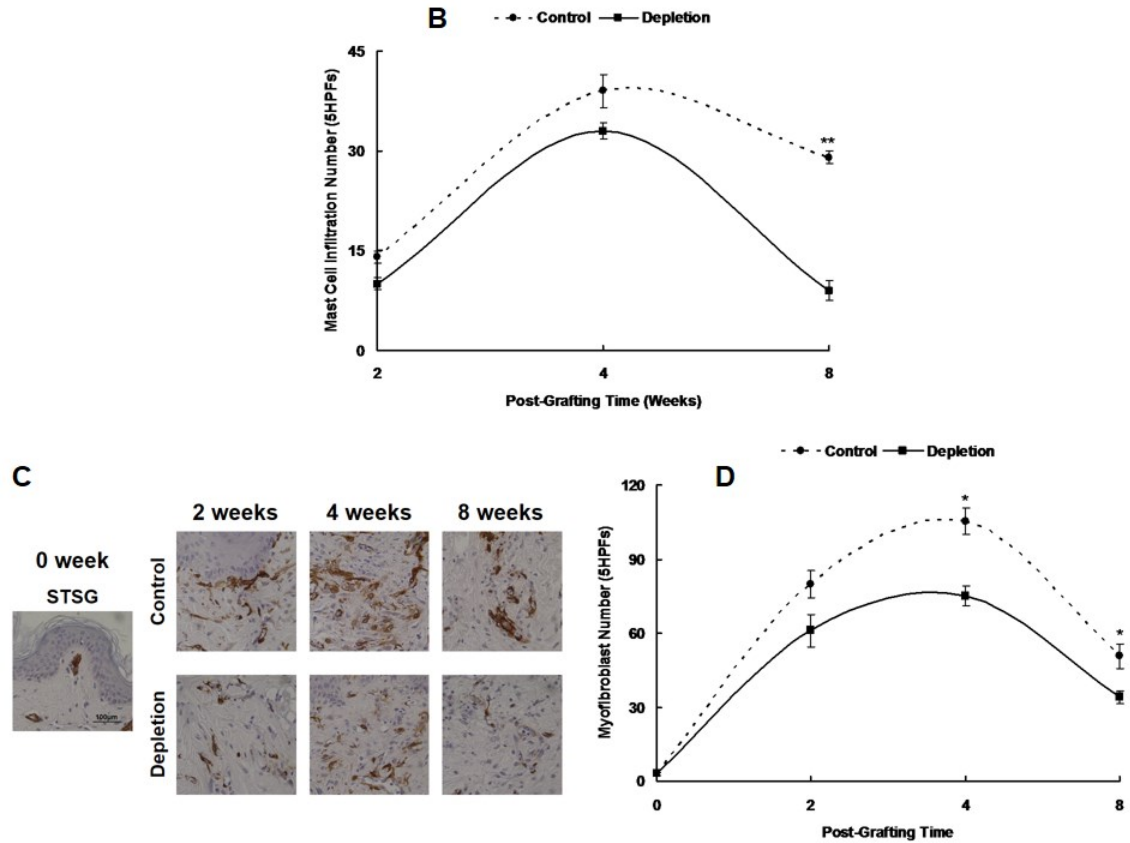 B
Control Depletion
45
30
15
0
2 4 8
**
Mast Cell Infiltration Number (5HPFs)
Post-Grafting Time (Weeks)
C
2 weeks 4 weeks 8 weeks
0 week
STSG
100μm
Control
Depletion
D
Control Depletion
120
90
60
30
0
0 2 4 8
*
*
Myofibroblast Number (5HPFs)
Post-Grafting Time